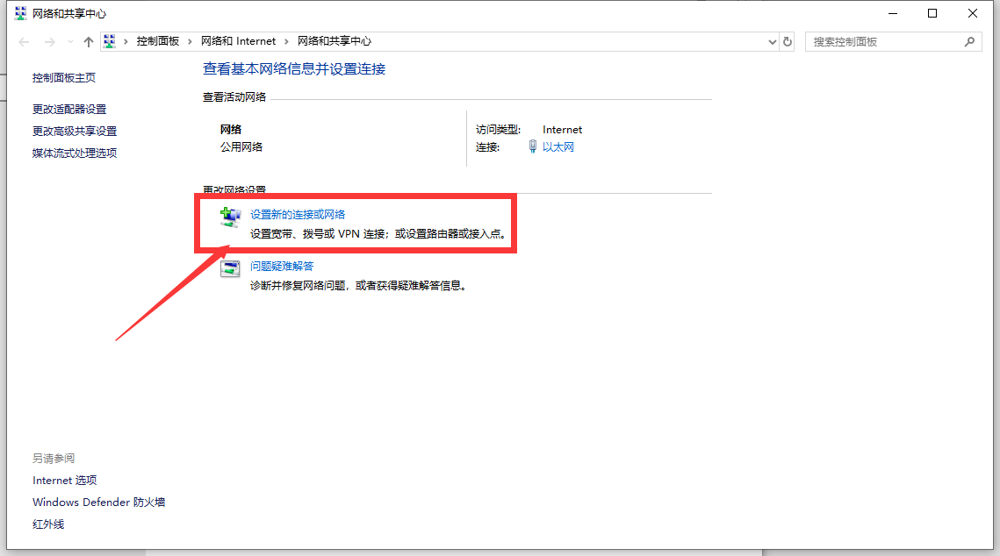 网络和共享中心
控制面板 › 网络和 Internet › 网络和共享中心
搜索控制面板
控制面板主页
更改适配器设置
更改高级共享设置
媒体流式处理选项
查看基本网络信息并设置连接
查看活动网络
网络
公用网络
访问类型: Internet
连接: 以太网
更改网络设置
设置新的连接或网络
设置宽带、拨号或 VPN 连接；或设置路由器或接入点。
问题疑难解答
诊断并修复网络问题，或者获得疑难解答信息。
另请参阅
Internet 选项
Windows Defender 防火墙
红外线